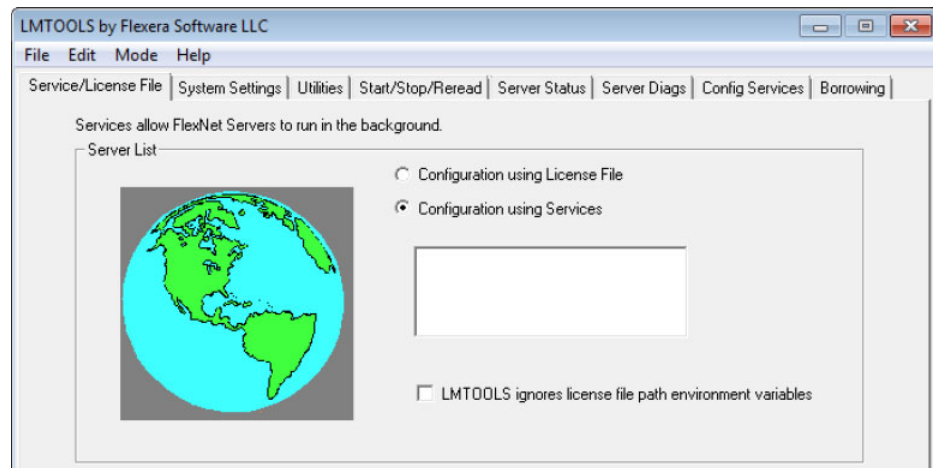 LMTOOLS by Flexera Software LLC
File Edit Mode Help
Service/License File System Settings Utilities Start/Stop/Reread Server Status Server Diags Config Services Borrowing
Services allow FlexNet Servers to run in the background.
Server List
Configuration using License File
Configuration using Services
LMTOOLS ignores license file path environment variables